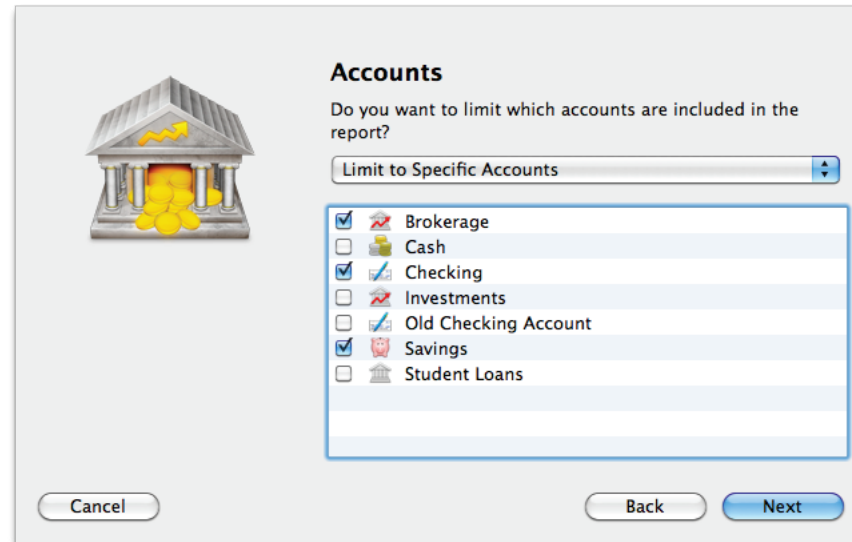 Accounts
Do you want to limit which accounts are included in the
report?
Limit to Specific Accounts
Brokerage
Cash
Checking
Investments
Old Checking Account
Savings
Student Loans
Cancel
Back
Next